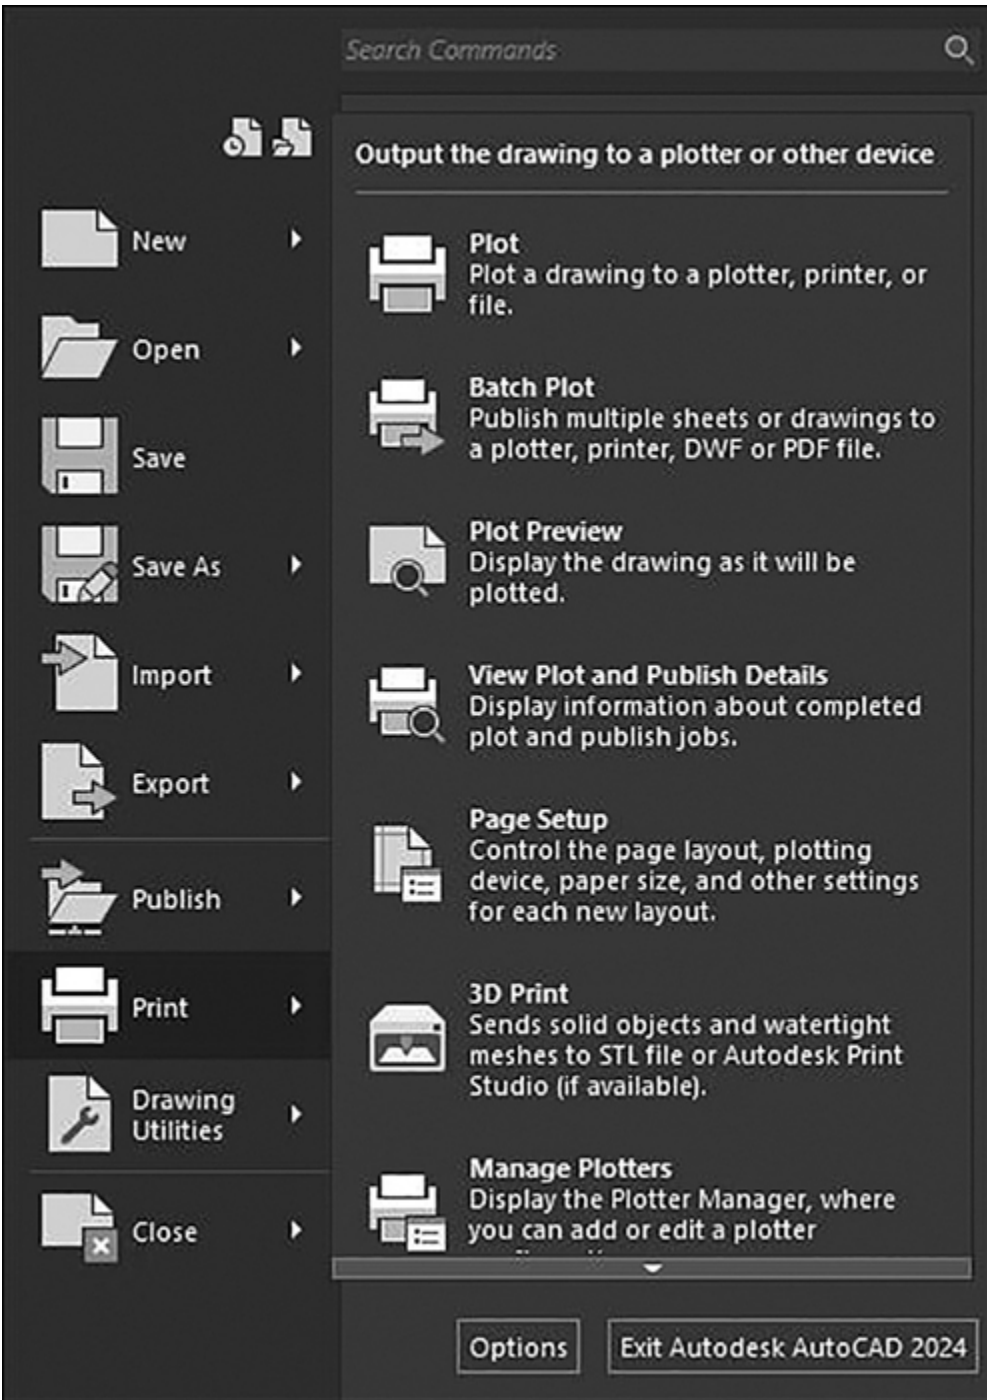 Search Commands
Output the drawing to a plotter or other device
New
Open
Save
Save As
Import
Export
Publish
Print
Drawing
Utilities
Close
Plot
Plot a drawing to a plotter, printer, or
file.
Batch Plot
Publish multiple sheets or drawings to
a plotter, printer, DWF or PDF file.
Plot Preview
Display the drawing as it will be
plotted.
View Plot and Publish Details
Display information about completed
plot and publish jobs.
Page Setup
Control the page layout, plotting
device, paper size, and other settings
for each new layout.
3D Print
Sends solid objects and watertight
meshes to STL file or Autodesk Print
Studio (if available).
Manage Plotters
Display the Plotter Manager, where
you can add or edit a plotter
Options
Exit Autodesk AutoCAD 2024